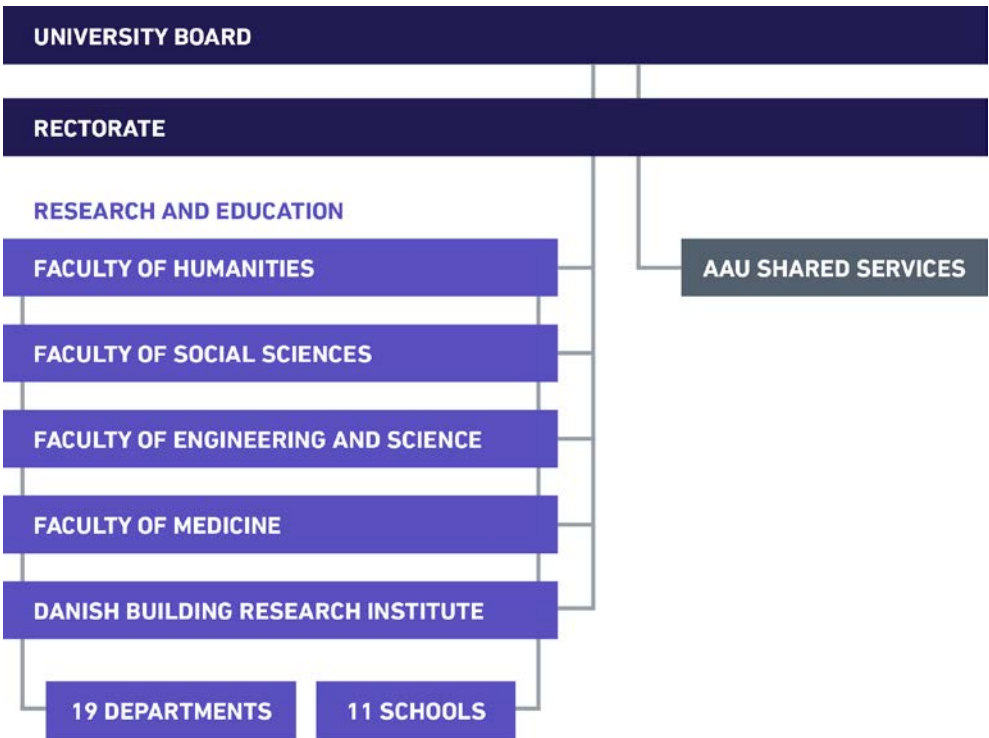 UNIVERSITY BOARD
RECTORATE
RESEARCH AND EDUCATION
FACULTY OF HUMANITIES
AAU SHARED SERVICES
FACULTY OF SOCIAL SCIENCES
FACULTY OF ENGINEERING AND SCIENCE
FACULTY OF MEDICINE
DANISH BUILDING RESEARCH INSTITUTE
19 DEPARTMENTS
11 SCHOOLS